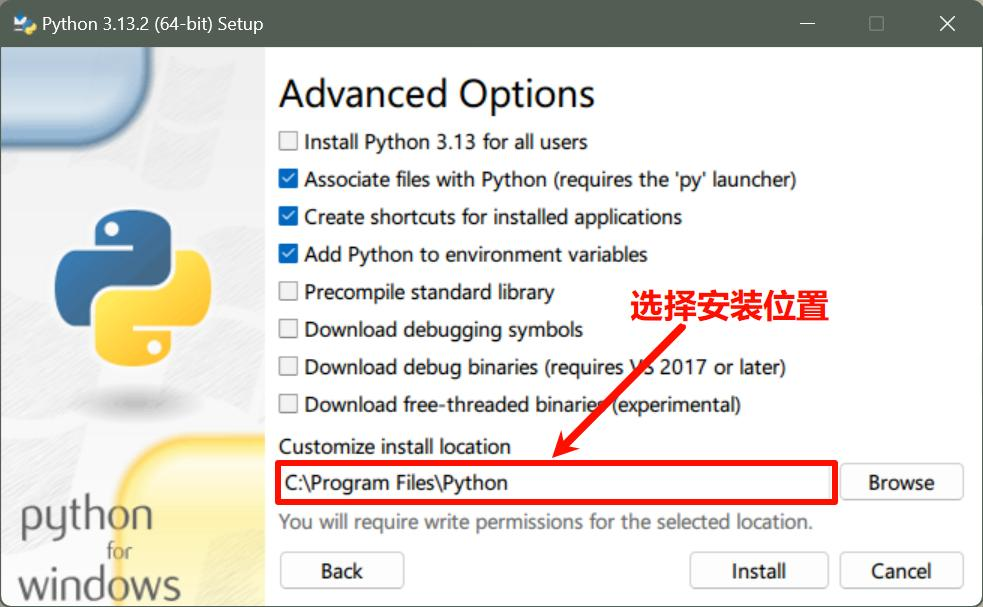 Python 3.13.2 (64-bit) Setup
Advanced Options
Install Python 3.13 for all users
Associate files with Python (requires the 'py' launcher)
Create shortcuts for installed applications
Add Python to environment variables
Precompile standard library
选择安装位置
Download debugging symbols
Download debug binaries (requires VS 2017 or later)
Download free-threaded binaries (experimental)
Customize install location
C:\Program Files\Python
Browse
You will require write permissions for the selected location.
python
for
windows
Back
Install
Cancel